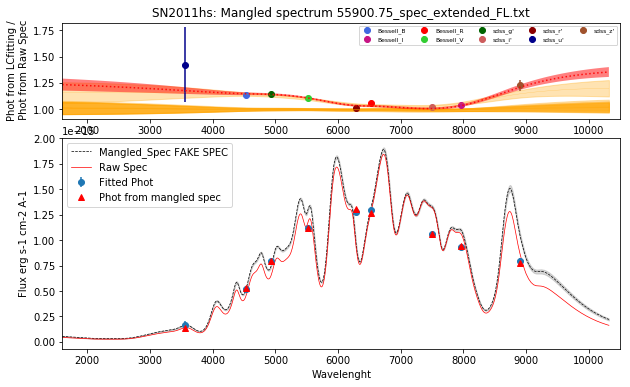 SN2011hs: Mangled spectrum 55900.75_spec_extended_FL.txt
Phot from LCfitting /
Phot from Raw Spec
1.75
1.50
1.25
1.00
Bessell_B
Bessell_I
Bessell_R
Bessell_V
sdss_g'
sdss_i'
sdss_r'
sdss_u'
sdss_z'
2000 3000 4000 5000 6000 7000 8000 9000 10000
1e−15
Flux erg s-1 cm-2 A-1
2.00
1.75
1.50
1.25
1.00
0.75
0.50
0.25
0.00
Mangled_Spec FAKE SPEC
Raw Spec
Fitted Phot
Phot from mangled spec
2000 3000 4000 5000 6000 7000 8000 9000 10000
Wavelenght